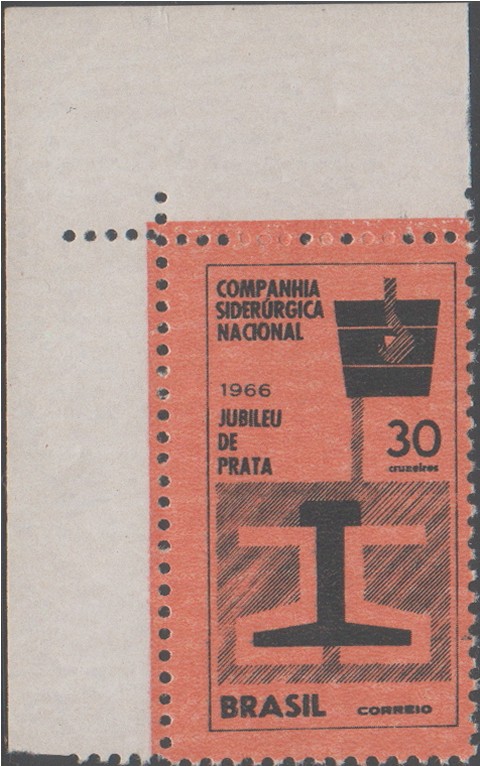 COMPANHIA
SIDERÚRGICA
NACIONAL
1966
JUBILEU
DE
PRATA
30
cruzeiros
BRASIL CORREIO